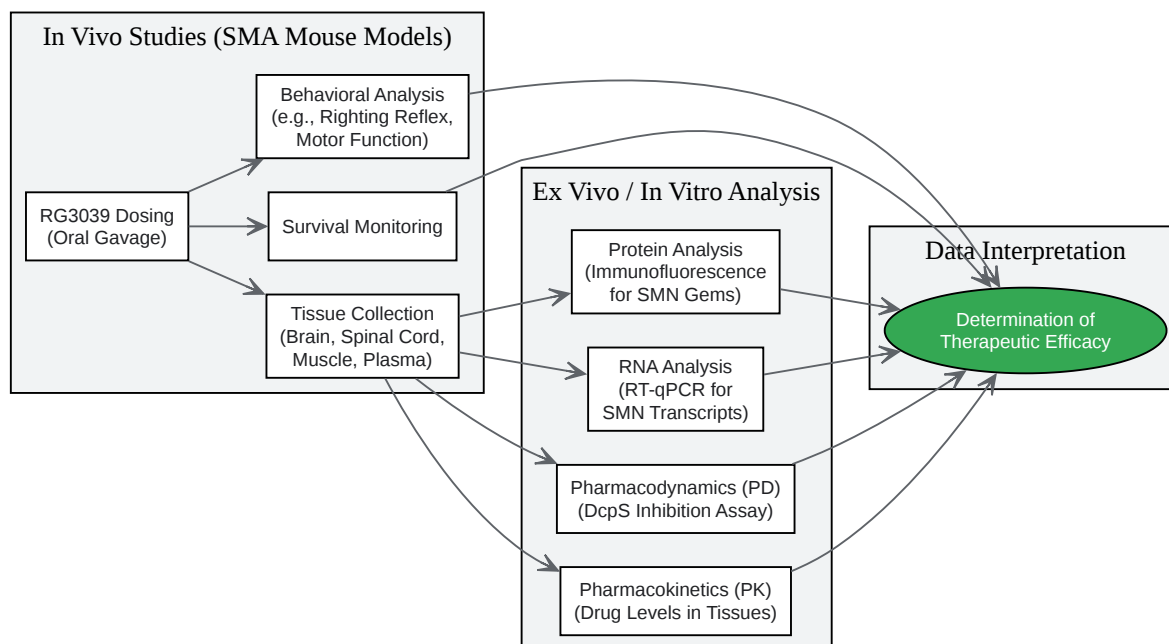 In Vivo Studies (SMA Mouse Models)
Behavioral Analysis
(e.g., Righting Reflex,
Motor Function)
RG3039 Dosing
(Oral Gavage)
Survival Monitoring
Tissue Collection
(Brain, Spinal Cord,
Muscle, Plasma)
Ex Vivo / In Vitro Analysis
Protein Analysis
(Immunofluorescence
for SMN Gems)
RNA Analysis
(RT-qPCR for
SMN Transcripts)
Pharmacodynamics (PD)
(DcpS Inhibition Assay)
Pharmacokinetics (PK)
(Drug Levels in Tissues)
Data Interpretation
Determination of
Therapeutic Efficacy